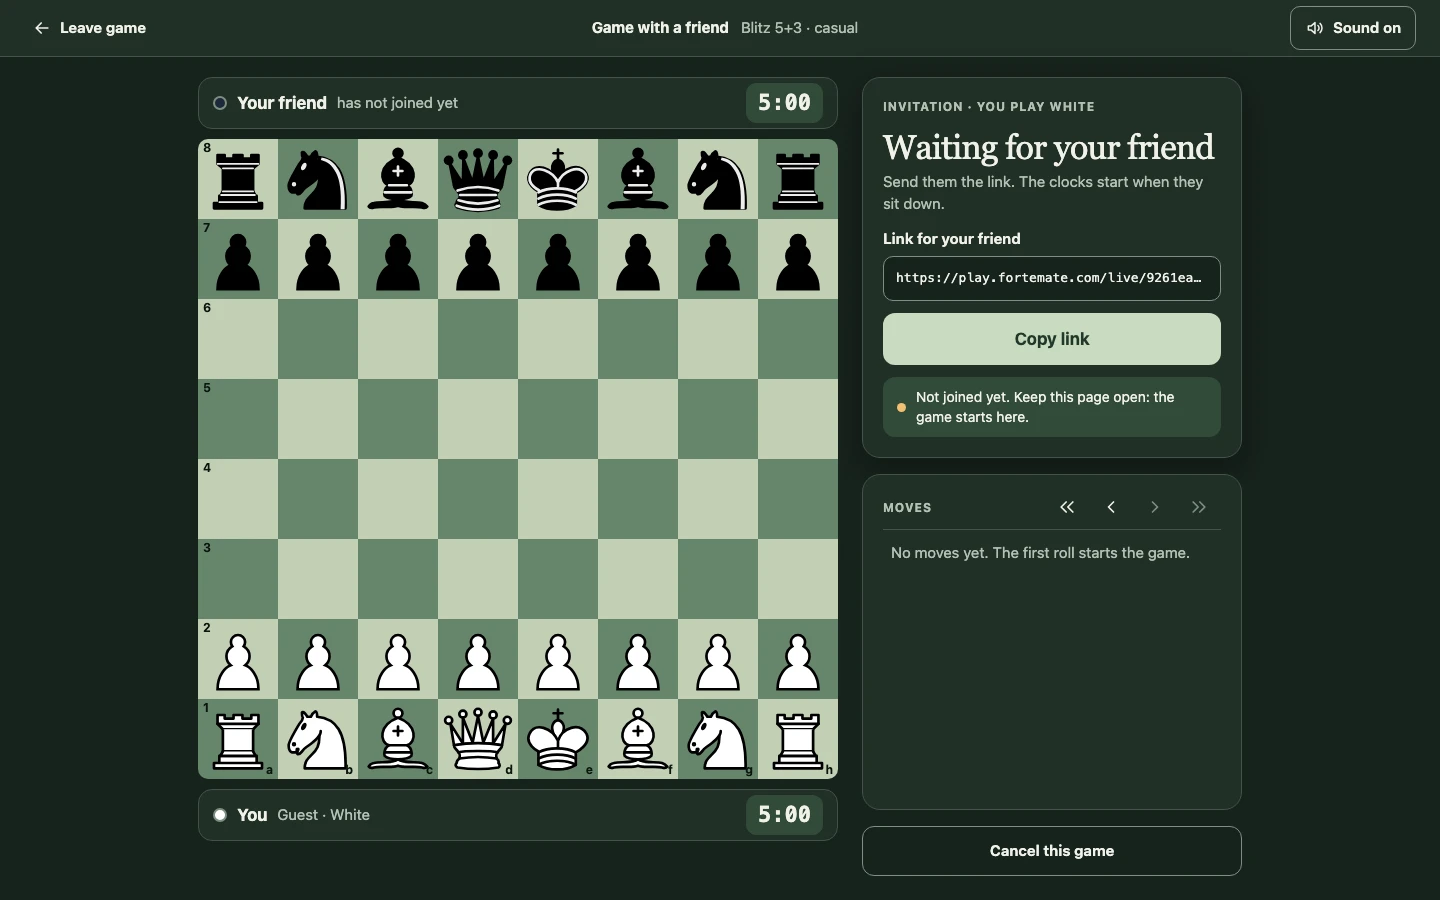 Leave game
Game with a friend Blitz 5+3 · casual
Sound on
Your friend has not joined yet
5:00
8
7
6
5
4
3
2
1
a b c d e f g h
You Guest · White
5:00
INVITATION · YOU PLAY WHITE
Waiting for your friend
Send them the link. The clocks start when they
sit down.
Link for your friend
https://play.fortemate.com/live/9261ea…
Copy link
Not joined yet. Keep this page open: the
game starts here.
MOVES
No moves yet. The first roll starts the game.
Cancel this game